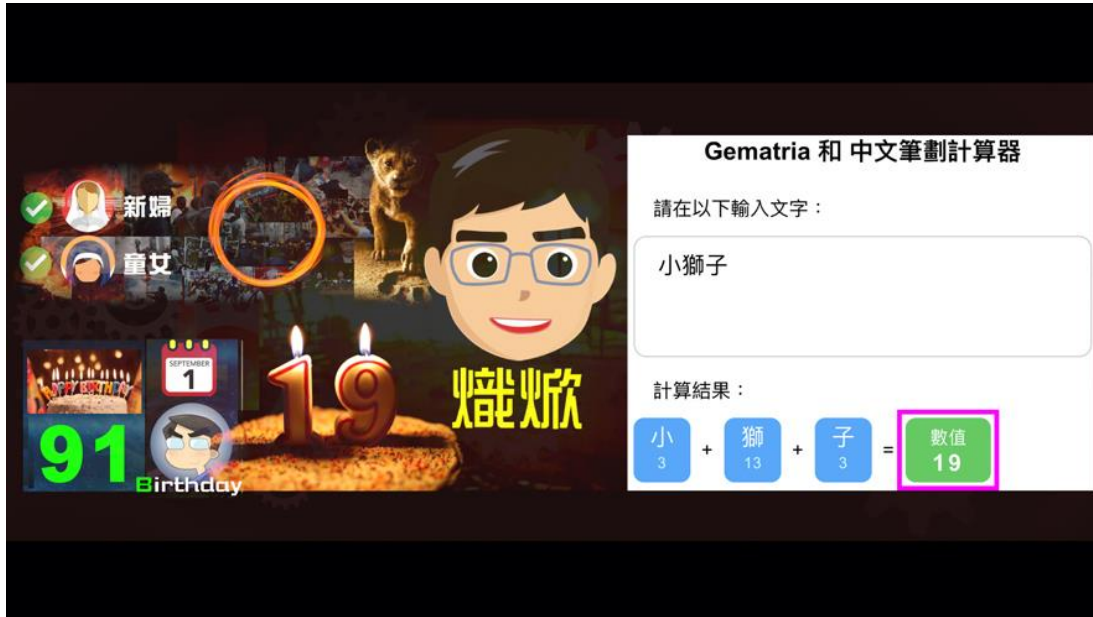 新婦
童女
HAPPY BIRTHDAY
SEPTEMBER
1
91
Birthday
19
熾焮
Gematria 和 中文筆劃計算器
請在以下輸入文字：
小獅子
計算結果：
小 + 獅 + 子 = 數值
3 13 3 19